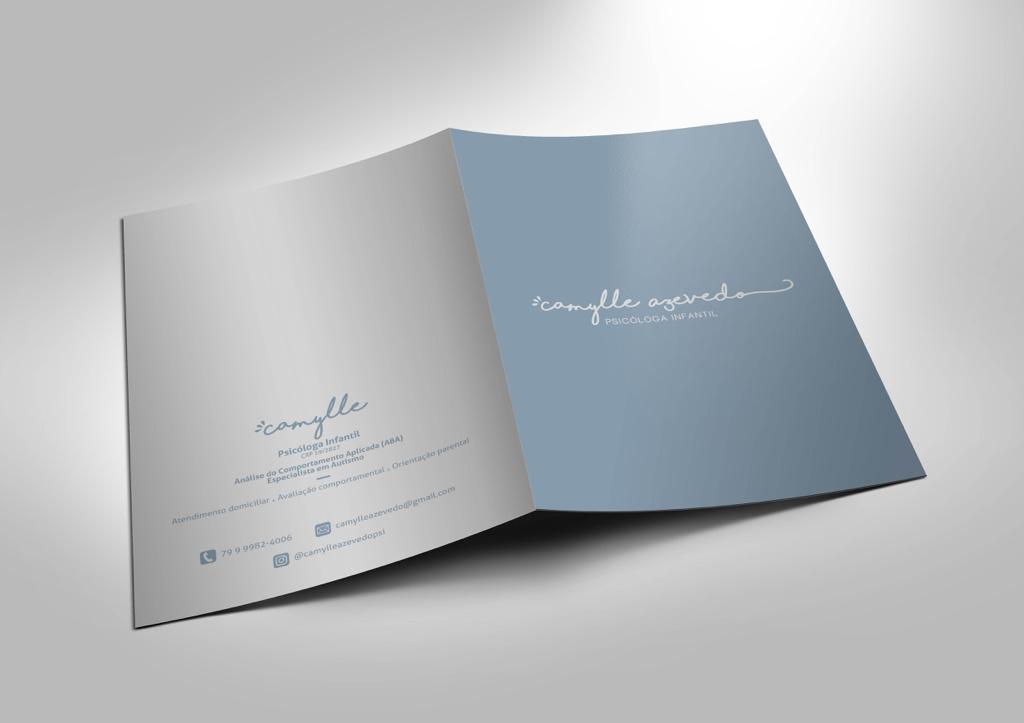 camylle
Psicóloga Infantil
CRP 19/3827
Análise do Comportamento Aplicada (ABA)
Especialista em Autismo
Atendimento domiciliar . Avaliação comportamental . Orientação parental
79 9 9982-4006
camylleazevedo@gmail.com
@camylleazevedopsi
camylle azevedo
PSICÓLOGA INFANTIL